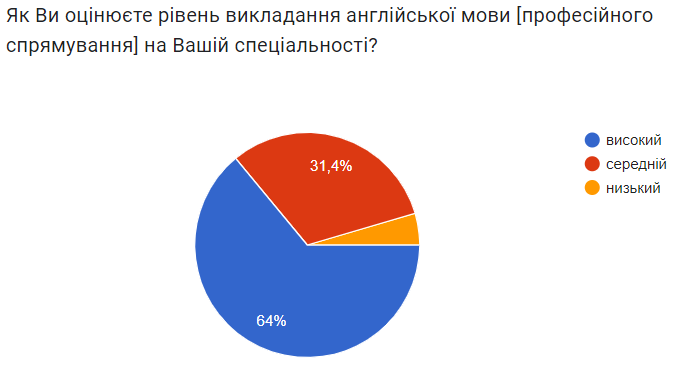 Як Ви оцінюєте рівень викладання англійської мови [професійного
спрямування] на Вашій спеціальності?
високий
середній
низький
31,4%
64%